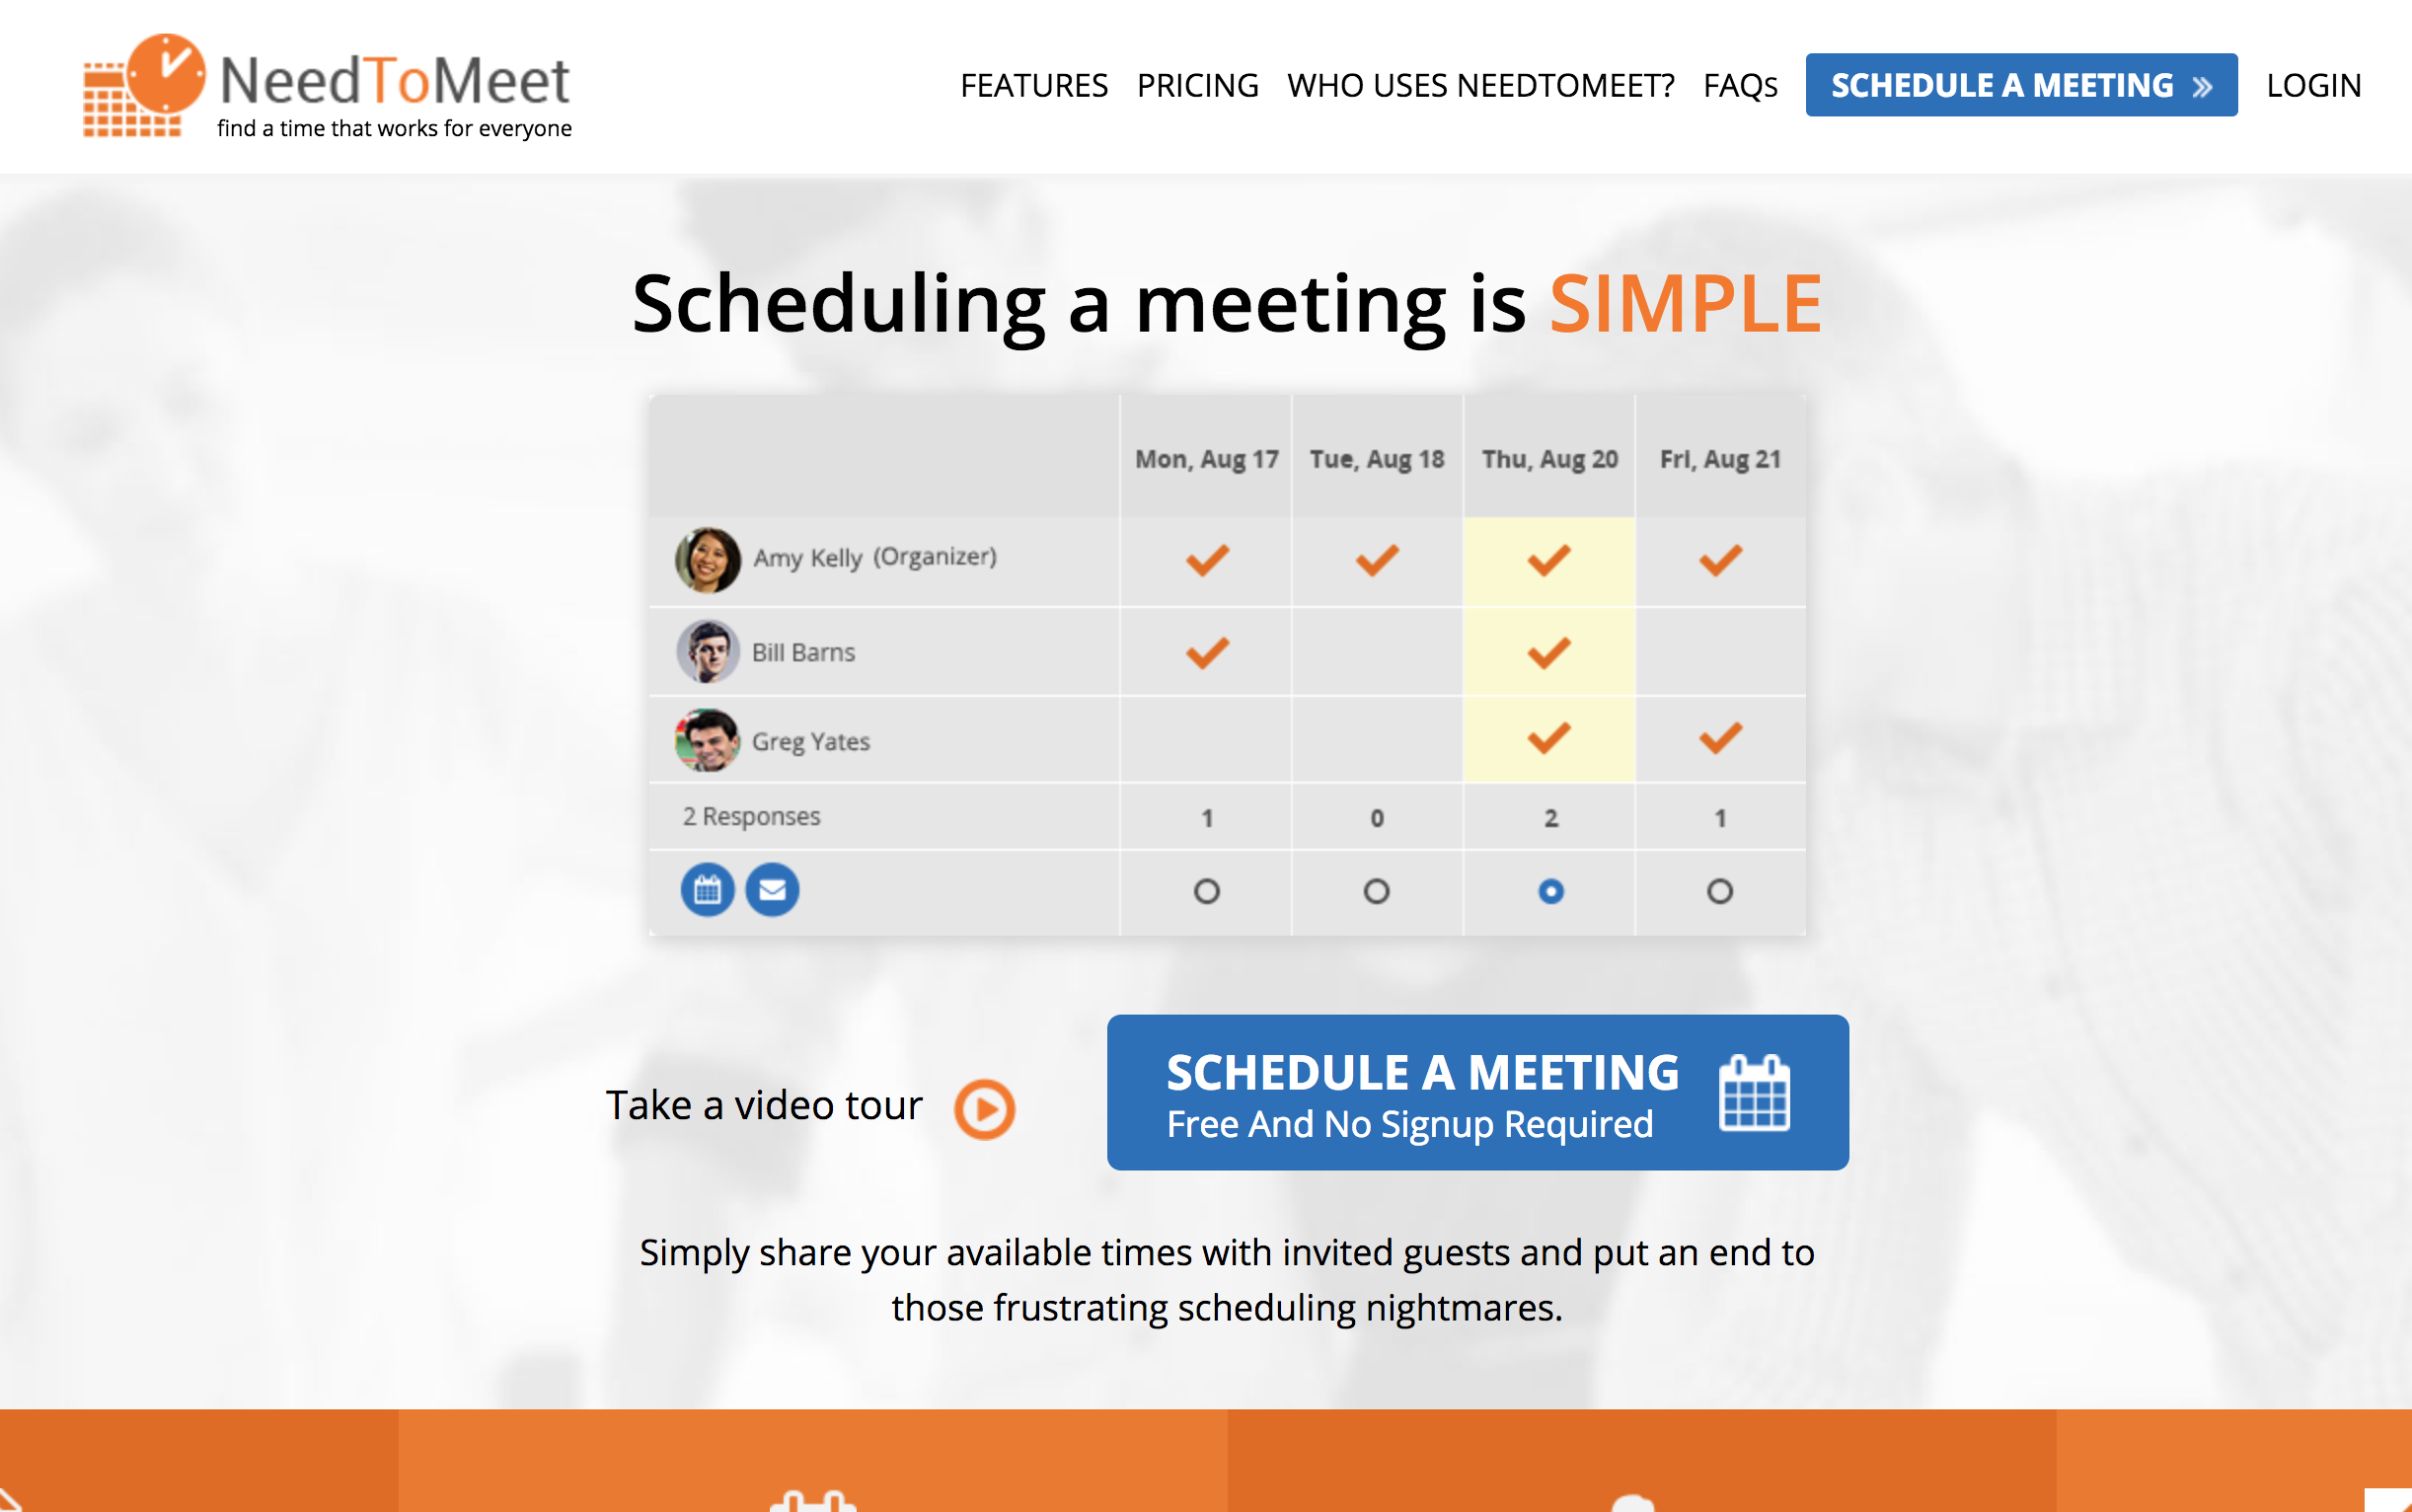 NeedToMeet
find a time that works for everyone
FEATURES PRICING WHO USES NEEDTOMEET? FAQs SCHEDULE A MEETING » LOGIN
Scheduling a meeting is SIMPLE
Mon, Aug 17 Tue, Aug 18 Thu, Aug 20 Fri, Aug 21
Amy Kelly (Organizer)
Bill Barns
Greg Yates
2 Responses 1 0 2 1
Take a video tour
SCHEDULE A MEETING
Free And No Signup Required
Simply share your available times with invited guests and put an end to
those frustrating scheduling nightmares.